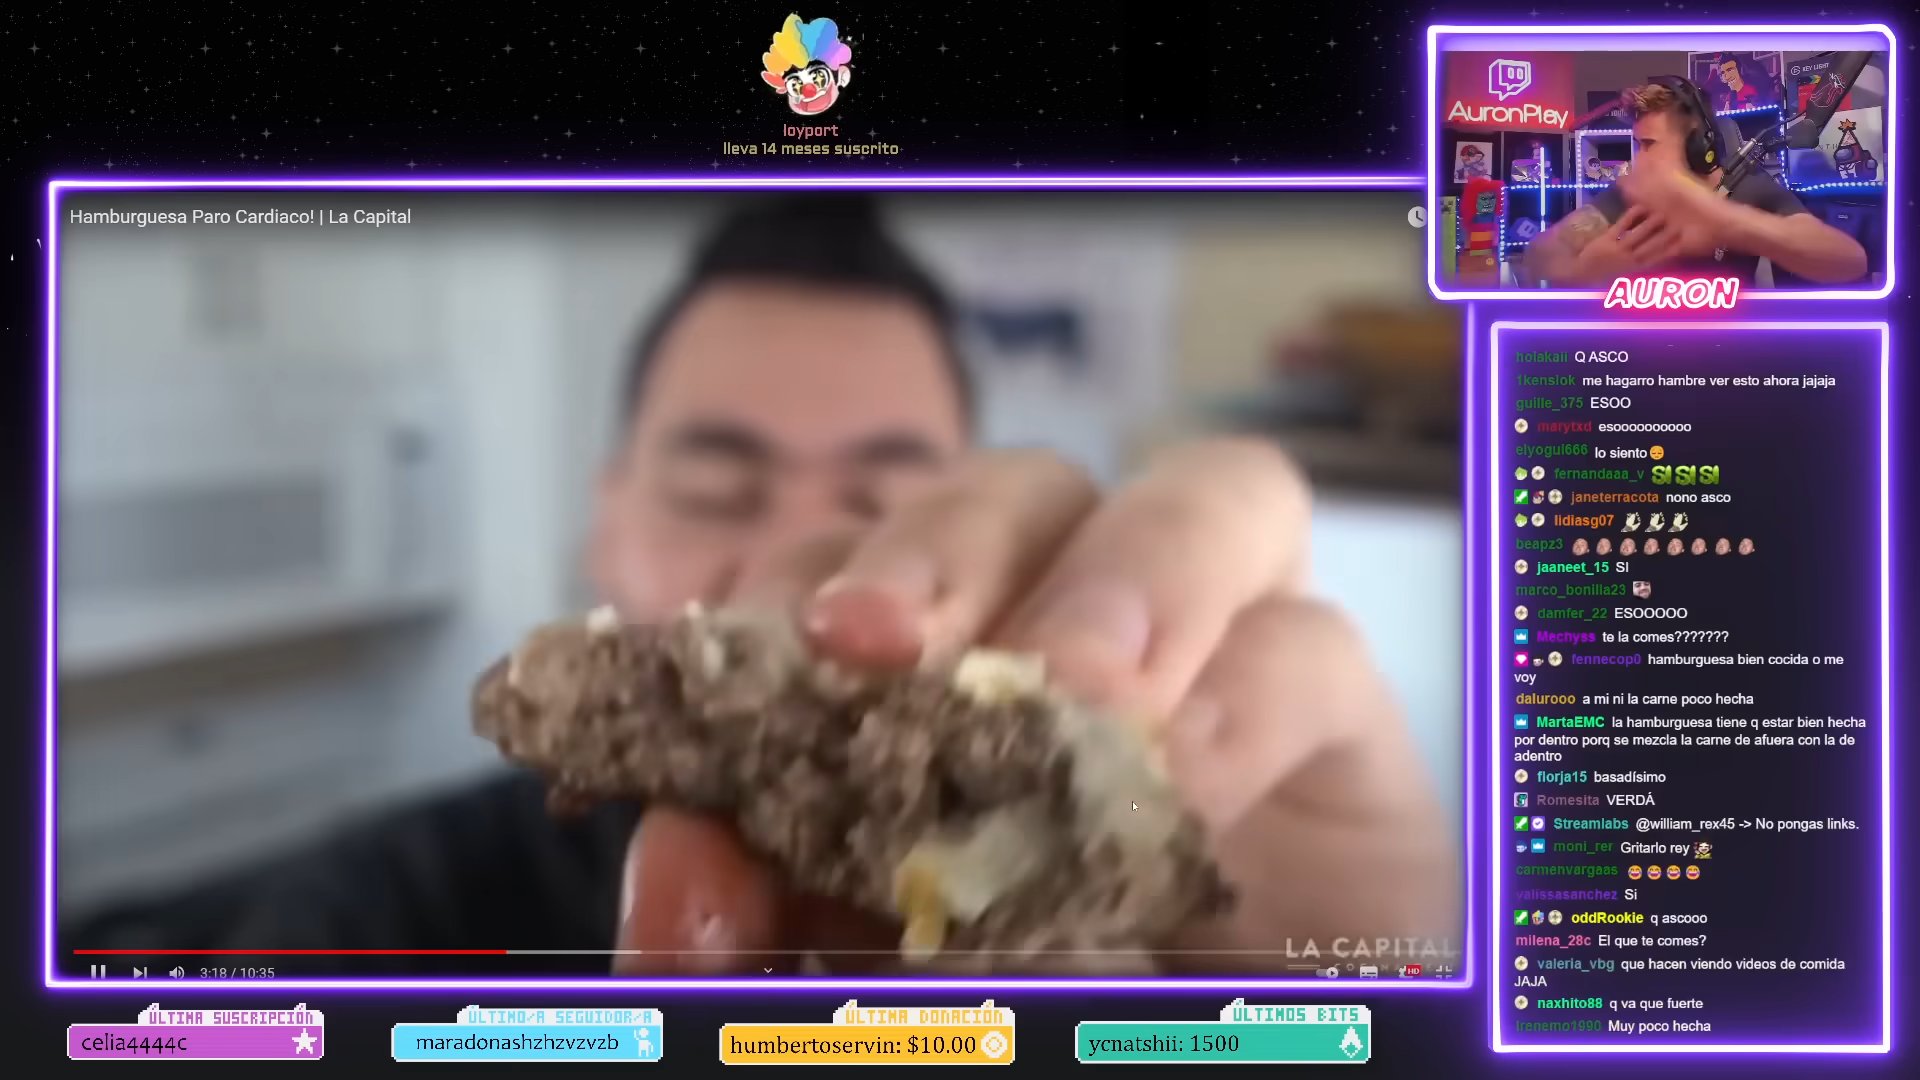 loyport
lleva 14 meses suscrito
Hamburguesa Paro Cardiaco! | La Capital
AuronPlay
KEY LIGHT
AURON
holakaii Q ASCO
1kenslok me hagarro hambre ver esto ahora jajaja
guille_375 ESOO
marytxd esoooooooooo
elyogul666 lo siento
fernandaaa_v SI SI SI
janeterracota nono asco
lidiasg07
beapz3
jaaneet_15 SI
marco_bonilla23
damfer_22 ESOOOOO
Mechyss te la comes???????
fennecop0 hamburguesa bien cocida o me
voy
dalurooo a mi ni la carne poco hecha
MartaEMC la hamburguesa tiene q estar bien hecha
por dentro porq se mezcla la carne de afuera con la de
adentro
florja15 basadísimo
Romesita VERDÁ
Streamlabs @william_rex45 -> No pongas links.
moni_rer Gritarlo rey
carmenvargaas
valissasanchez Si
oddRookie q ascooo
milena_28c El que te comes?
valeria_vbg que hacen viendo videos de comida
JAJA
naxhito88 q va que fuerte
irenemo1990 Muy poco hecha
LA CAPITAL
3:18 / 10:35
HD
ÚLTIMA SUSCRIPCIÓN
celia4444c
ÚLTIMO/A SEGUIDOR/A
maradonashzhzvzvzb
ÚLTIMA DONACIÓN
humbertoservin: $10.00
ÚLTIMOS BITS
ycnatshii: 1500